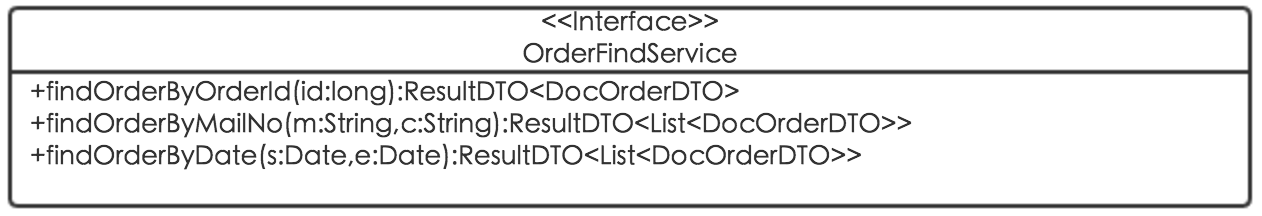 <<Interface>>
OrderFindService
+findOrderByOrderId(id:long):ResultDTO<DocOrderDTO>
+findOrderByMailNo(m:String,c:String):ResultDTO<List<DocOrderDTO>>
+findOrderByDate(s:Date,e:Date):ResultDTO<List<DocOrderDTO>>